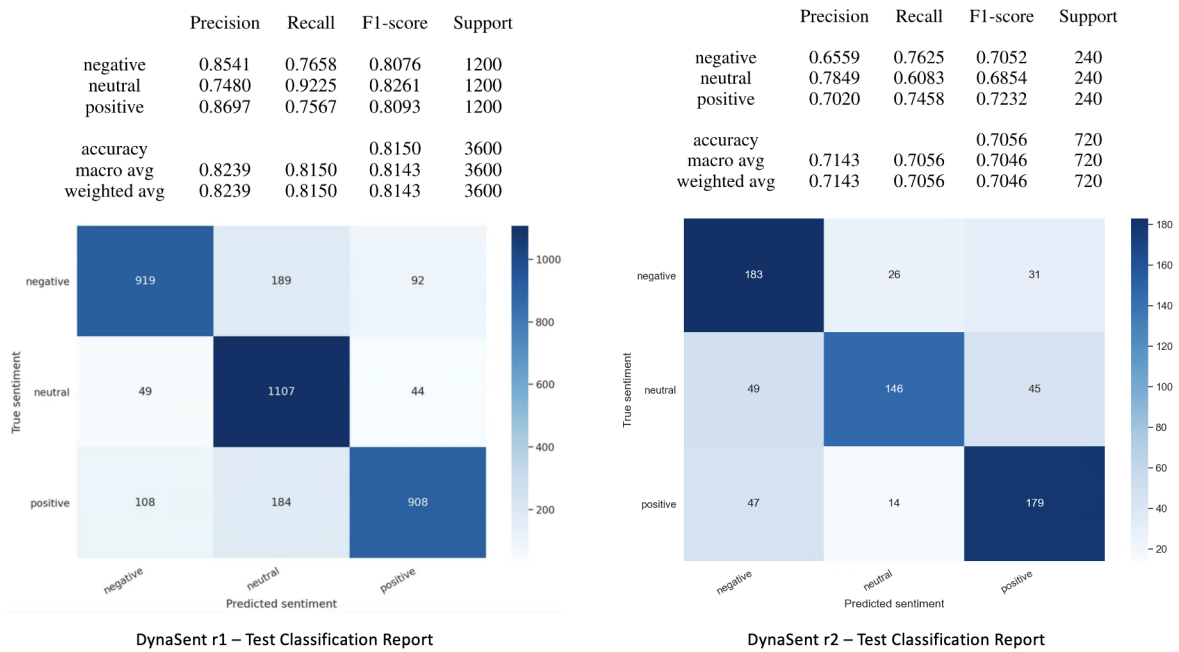 Precision Recall F1-score Support
negative 0.8541 0.7658 0.8076 1200
neutral 0.7480 0.9225 0.8261 1200
positive 0.8697 0.7567 0.8093 1200
accuracy 0.8150 3600
macro avg 0.8239 0.8150 0.8143 3600
weighted avg 0.8239 0.8150 0.8143 3600
True sentiment
negative 919 189 92
neutral 49 1107 44
positive 108 184 908
negative neutral positive
Predicted sentiment
1000
800
600
400
200
DynaSent r1 – Test Classification Report
Precision Recall F1-score Support
negative 0.6559 0.7625 0.7052 240
neutral 0.7849 0.6083 0.6854 240
positive 0.7020 0.7458 0.7232 240
accuracy 0.7056 720
macro avg 0.7143 0.7056 0.7046 720
weighted avg 0.7143 0.7056 0.7046 720
True sentiment
negative 183 26 31
neutral 49 146 45
positive 47 14 179
negative neutral positive
Predicted sentiment
180
160
140
120
100
80
60
40
20
DynaSent r2 – Test Classification Report